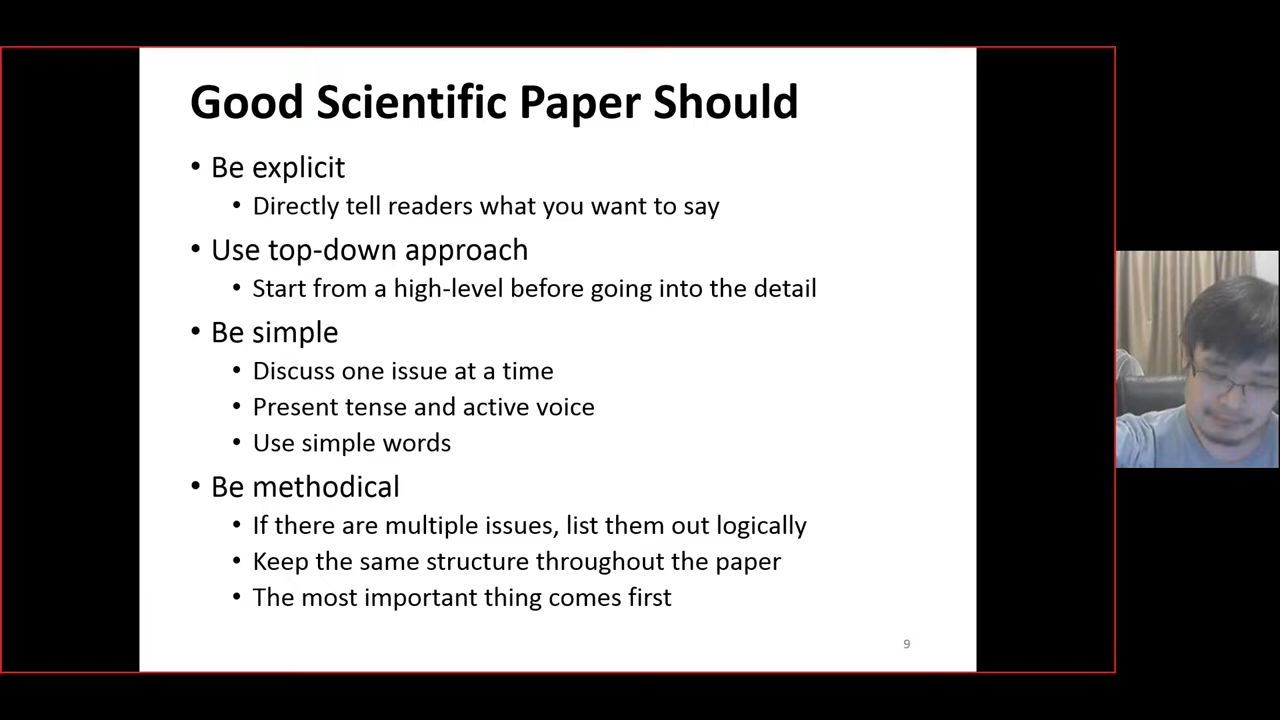 Good Scientific Paper Should
• Be explicit
• Directly tell readers what you want to say
• Use top-down approach
• Start from a high-level before going into the detail
• Be simple
• Discuss one issue at a time
• Present tense and active voice
• Use simple words
• Be methodical
• If there are multiple issues, list them out logically
• Keep the same structure throughout the paper
• The most important thing comes first
9